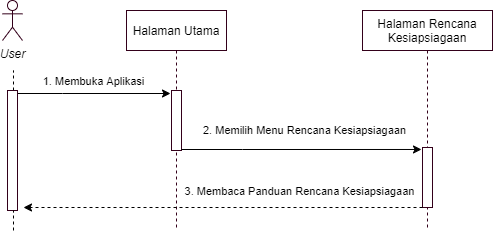 User
Halaman Utama
Halaman Rencana
Kesiapsiagaan
1. Membuka Aplikasi
2. Memilih Menu Rencana Kesiapsiagaan
3. Membaca Panduan Rencana Kesiapsiagaan